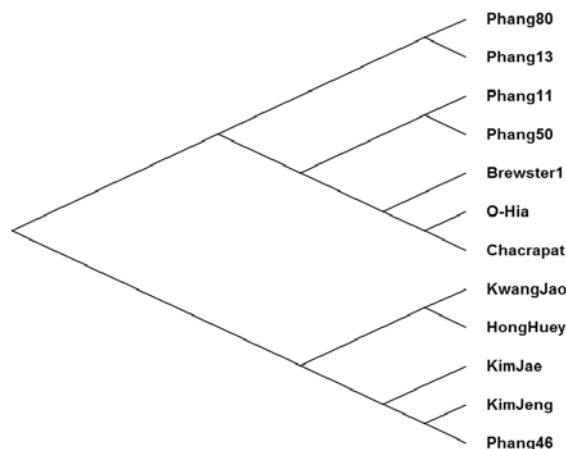 Phang80
Phang13
Phang11
Phang50
Brewster1
O-Hia
Chacrapat
KwangJao
HongHuey
KimJae
KimJeng
Phang46